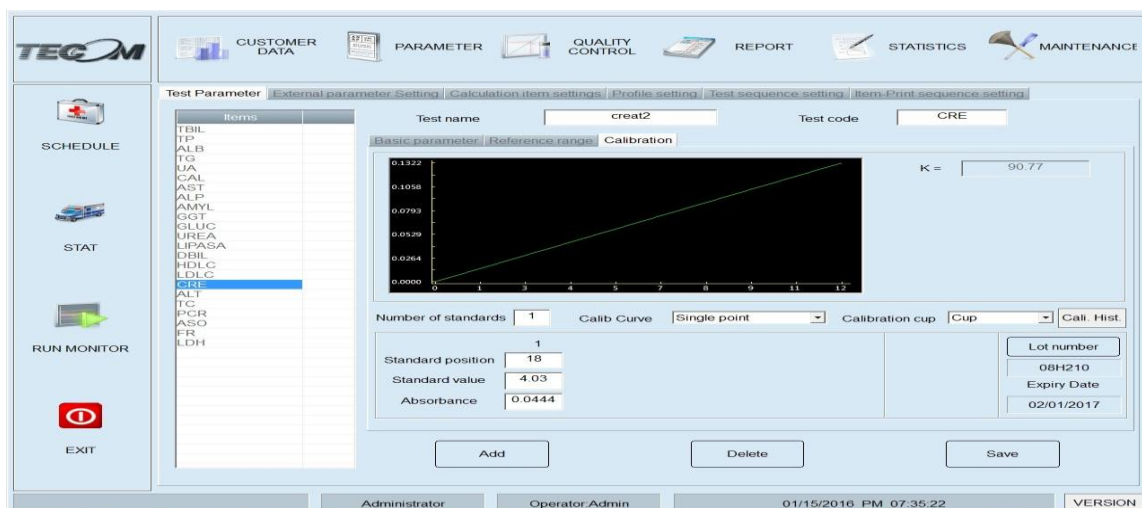 TECOM
CUSTOMER DATA
PARAMETER
QUALITY CONTROL
REPORT
STATISTICS
MAINTENANCE
SCHEDULE
STAT
RUN MONITOR
EXIT
Test Parameter External parameter Setting Calculation item settings Profile setting Test sequence setting Item-Print sequence setting
Items
TBIL
TP
ALB
TG
UA
CAL
AST
ALP
AMYL
GGT
GLUC
UREA
LIPASA
DBIL
HDLC
LDLC
CRE
ALT
TC
PCR
ASO
FR
LDH
Test name creat2 Test code CRE
Basic parameter Reference range Calibration
0.1322
0.1058
0.0793
0.0529
0.0264
0.0000
0 1 3 4 5 7 8 9 11 12
K = 90.77
Number of standards 1 Calib Curve Single point Calibration cup Cup Cali. Hist.
1
Standard position 18
Standard value 4.03
Absorbance 0.0444
Lot number
08H210
Expiry Date
02/01/2017
Add Delete Save
Administrator Operator:Admin 01/15/2016 PM 07:35:22 VERSION